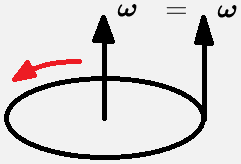 ω = ω